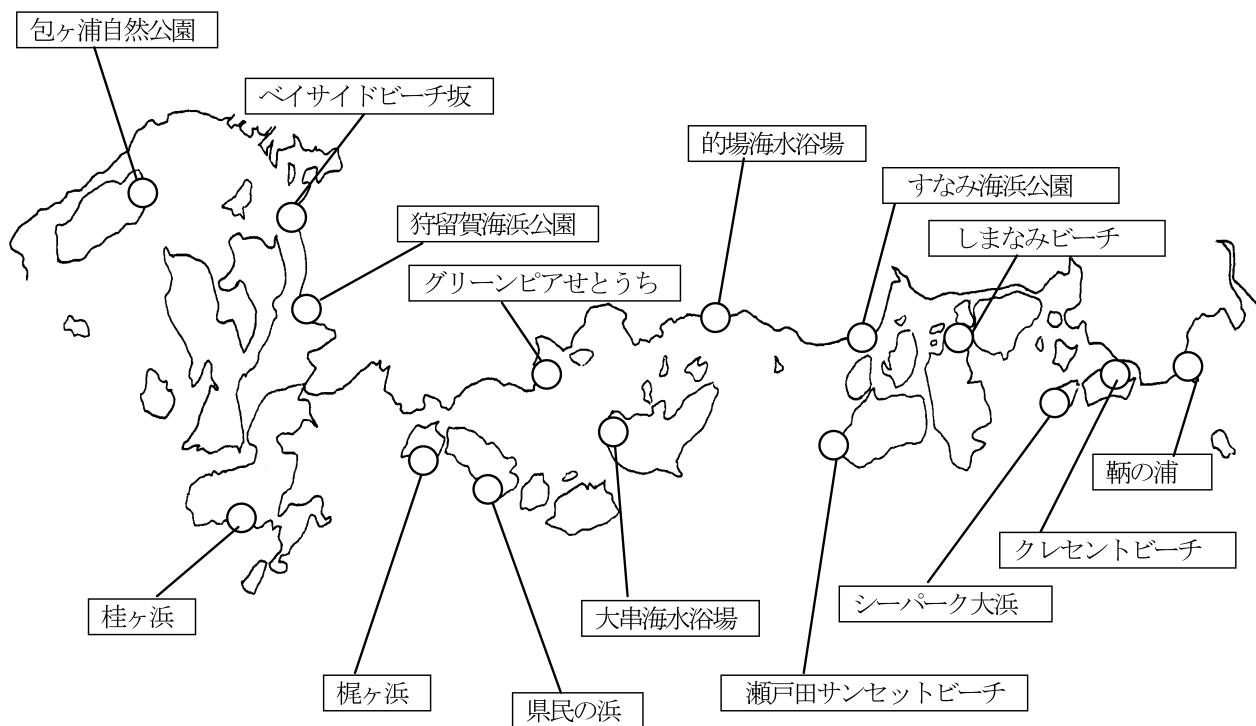 包ヶ浦自然公園
ベイサイドビーチ坂
的場海水浴場
すなみ海浜公園
狩留賀海浜公園
しまなみビーチ
グリーンピアせとうち
鞆の浦
クレセントビーチ
シーパーク大浜
桂ヶ浜
大串海水浴場
梶ヶ浜
県民の浜
瀬戸田サンセットビーチ